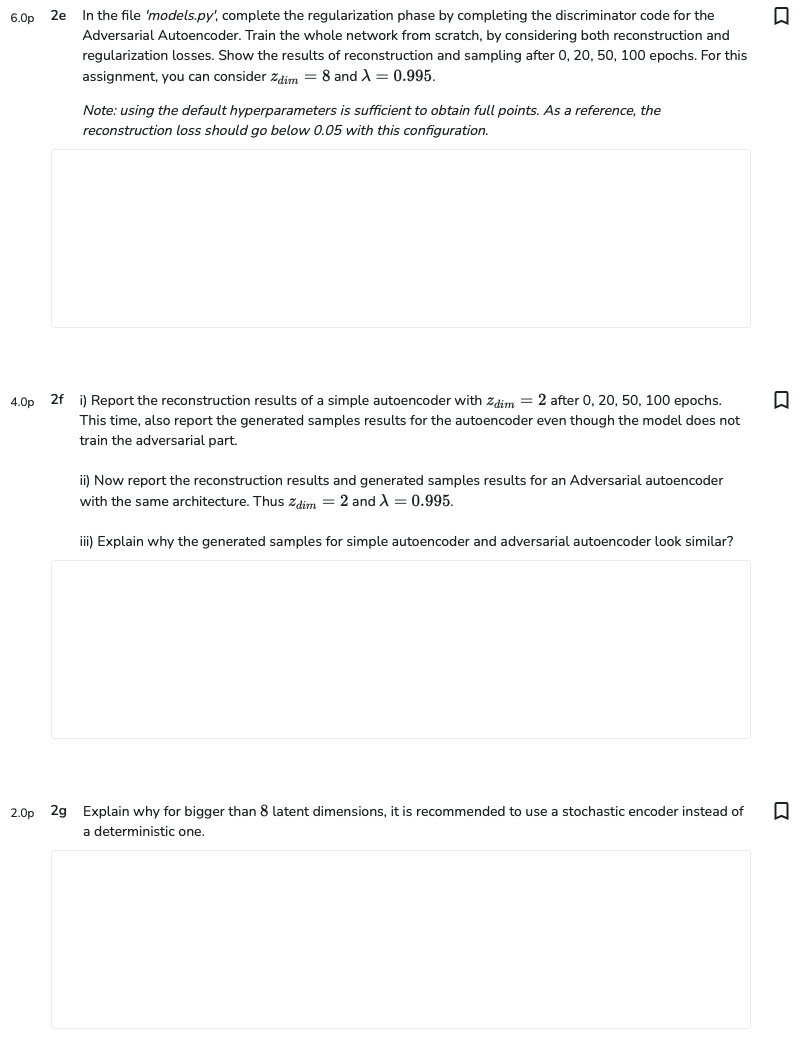 6.0p 2e In the file 'models.py', complete the regularization phase by completing the discriminator code for the
Adversarial Autoencoder. Train the whole network from scratch, by considering both reconstruction and
regularization losses. Show the results of reconstruction and sampling after 0, 20, 50, 100 epochs. For this
assignment, you can consider z_dim = 8 and λ = 0.995.
Note: using the default hyperparameters is sufficient to obtain full points. As a reference, the
reconstruction loss should go below 0.05 with this configuration.
4.0p 2f i) Report the reconstruction results of a simple autoencoder with z_dim = 2 after 0, 20, 50, 100 epochs.
This time, also report the generated samples results for the autoencoder even though the model does not
train the adversarial part.
ii) Now report the reconstruction results and generated samples results for an Adversarial autoencoder
with the same architecture. Thus z_dim = 2 and λ = 0.995.
iii) Explain why the generated samples for simple autoencoder and adversarial autoencoder look similar?
2.0p 2g Explain why for bigger than 8 latent dimensions, it is recommended to use a stochastic encoder instead of
a deterministic one.